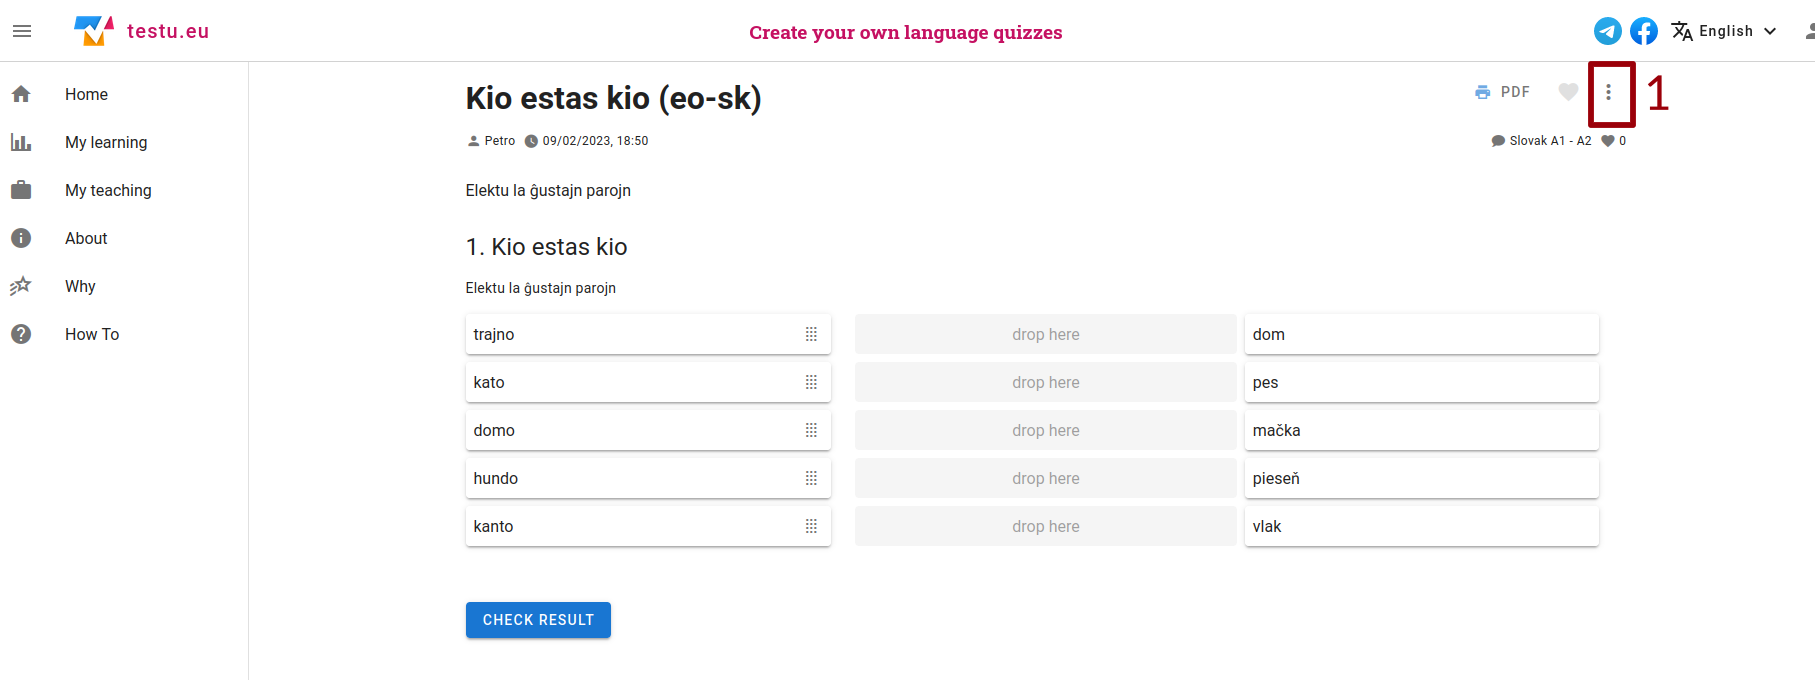 testu.eu
Create your own language quizzes
English
Home
My learning
My teaching
About
Why
How To
Kio estas kio (eo-sk)
PDF
1
Petro 09/02/2023, 18:50
Slovak A1 - A2 0
Elektu la ĝustajn parojn
1. Kio estas kio
Elektu la ĝustajn parojn
trajno drop here dom
kato drop here pes
domo drop here mačka
hundo drop here pieseň
kanto drop here vlak
CHECK RESULT